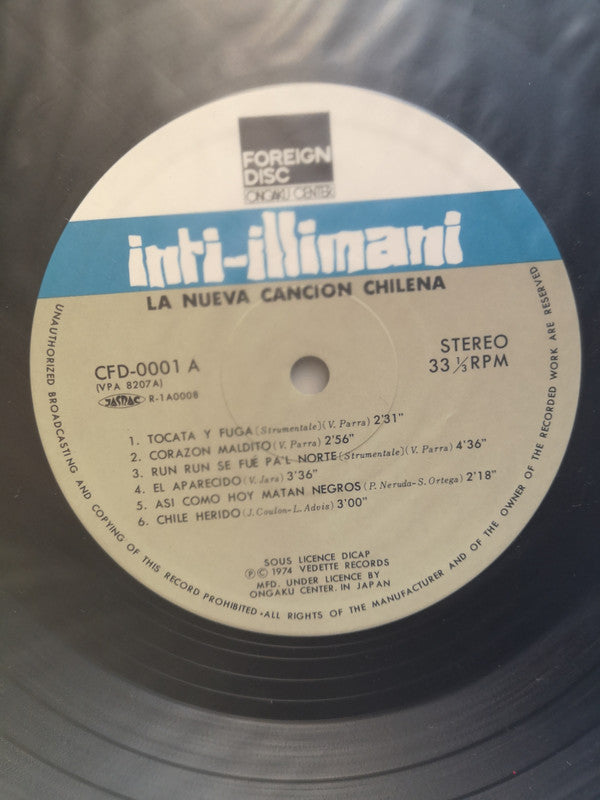 FOREIGN
DISC
ONGAKU CENTER
inti-illimani
LA NUEVA CANCION CHILENA
CFD-0001 A
(VPA 8207A)
JASRAC R-1A0008
STEREO
33 1/3 RPM
1. TOCATA Y FUGA (Strumentale) (V. Parra) 2'31"
2. CORAZON MALDITO (V. Parra) 2'56"
3. RUN RUN SE FUÉ PA'L NORTE (Strumentale) (V. Parra) 4'36"
4. EL APARECIDO (V. Jara) 3'36"
5. ASI COMO HOY MATAN NEGROS (P. Neruda-S. Ortega) 2'18"
6. CHILE HERIDO (J. Coulon-L. Advis) 3'00"
SOUS LICENCE DICAP
Ⓟ © 1974 VEDETTE RECORDS
MFD. UNDER LICENCE BY
ONGAKU CENTER. IN JAPAN
UNAUTHORIZED BROADCASTING AND COPYING OF THIS RECORD PROHIBITED • ALL RIGHTS OF THE MANUFACTURER AND OF THE OWNER OF THE RECORDED WORK ARE RESERVED